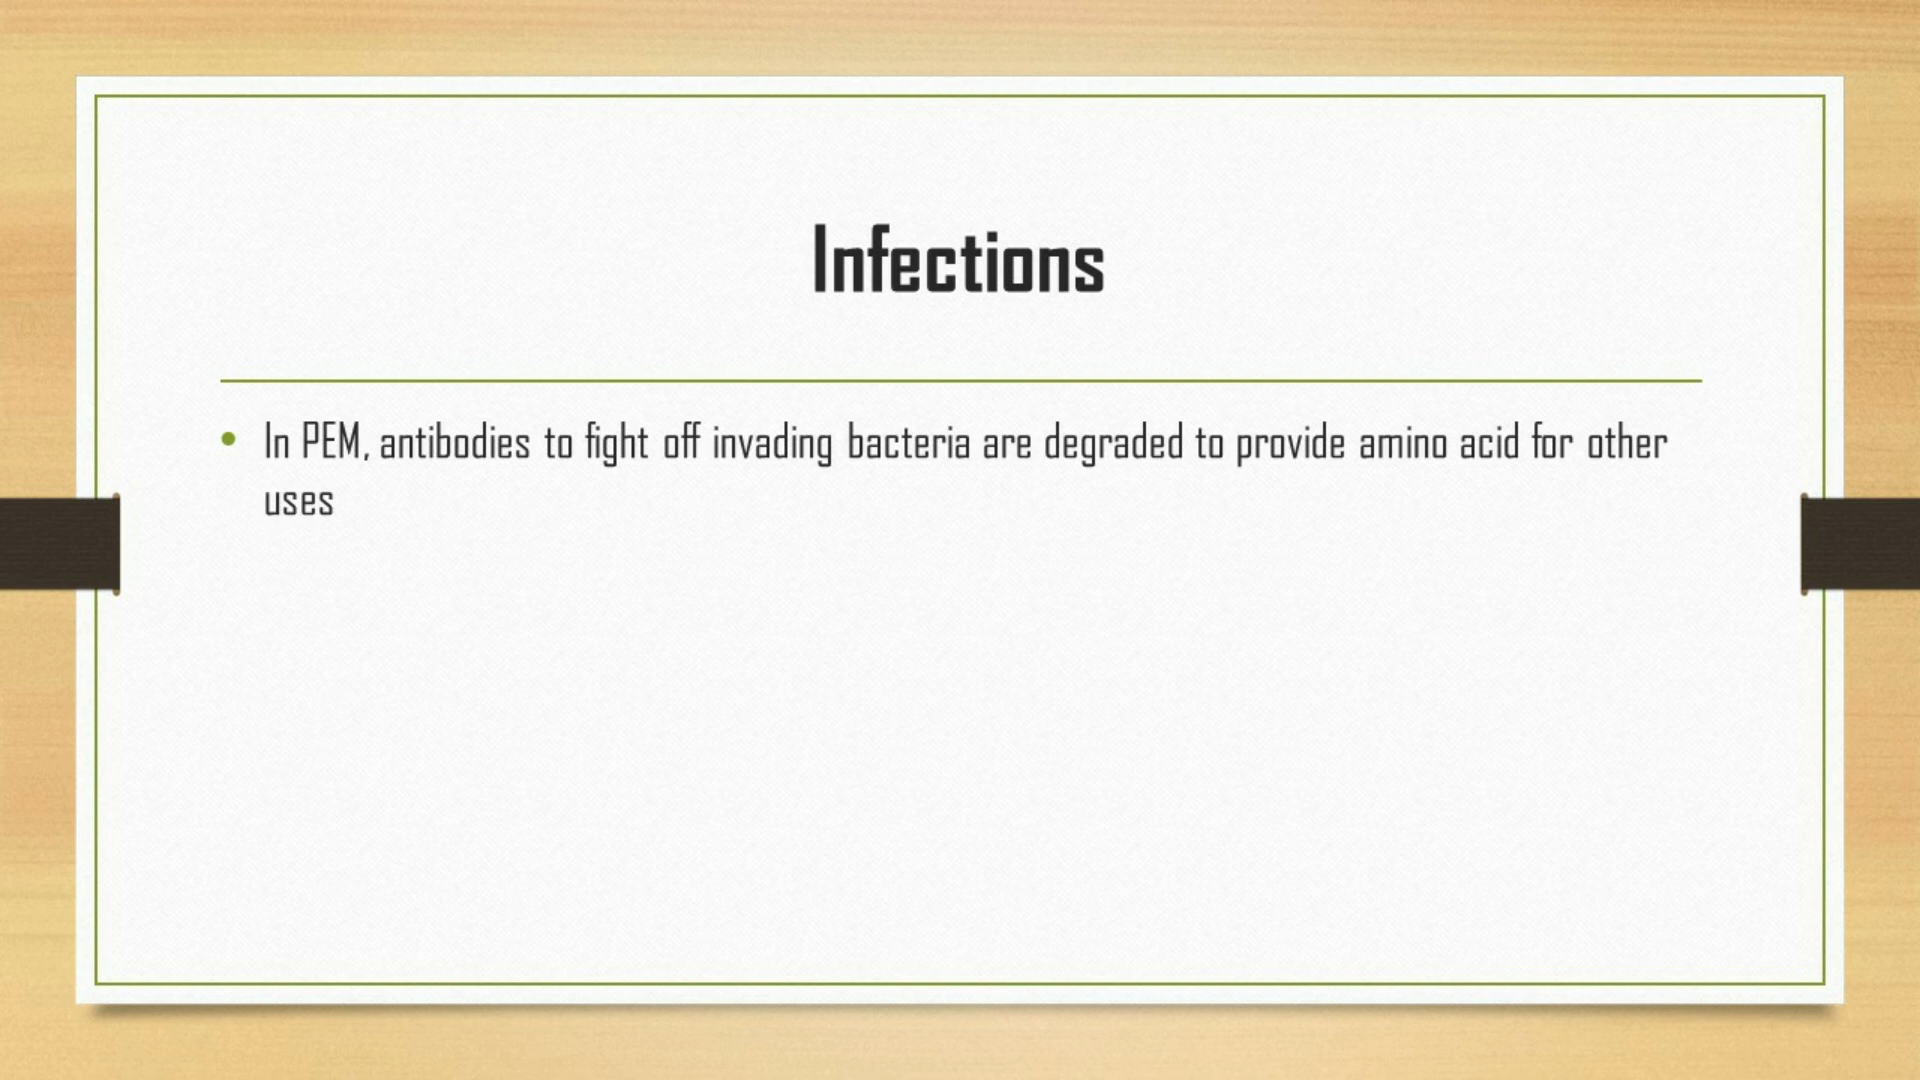 Infections
• In PEM, antibodies to fight off invading bacteria are degraded to provide amino acid for other
uses